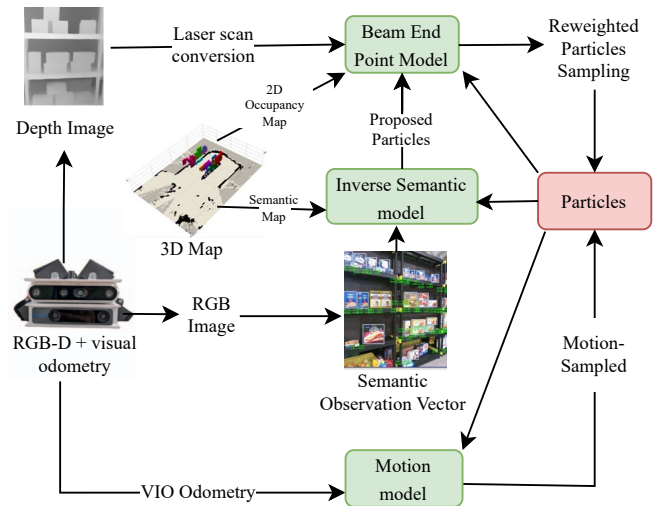 Laser scan
conversion
Beam End
Point Model
Reweighted
Particles
Sampling
Depth Image
2D
Occupancy
Map
Proposed
Particles
Semantic
Map
3D Map
Inverse Semantic
model
Particles
RGB-D + visual
odometry
RGB
Image
Semantic
Observation Vector
Motion-
Sampled
VIO Odometry
Motion
model